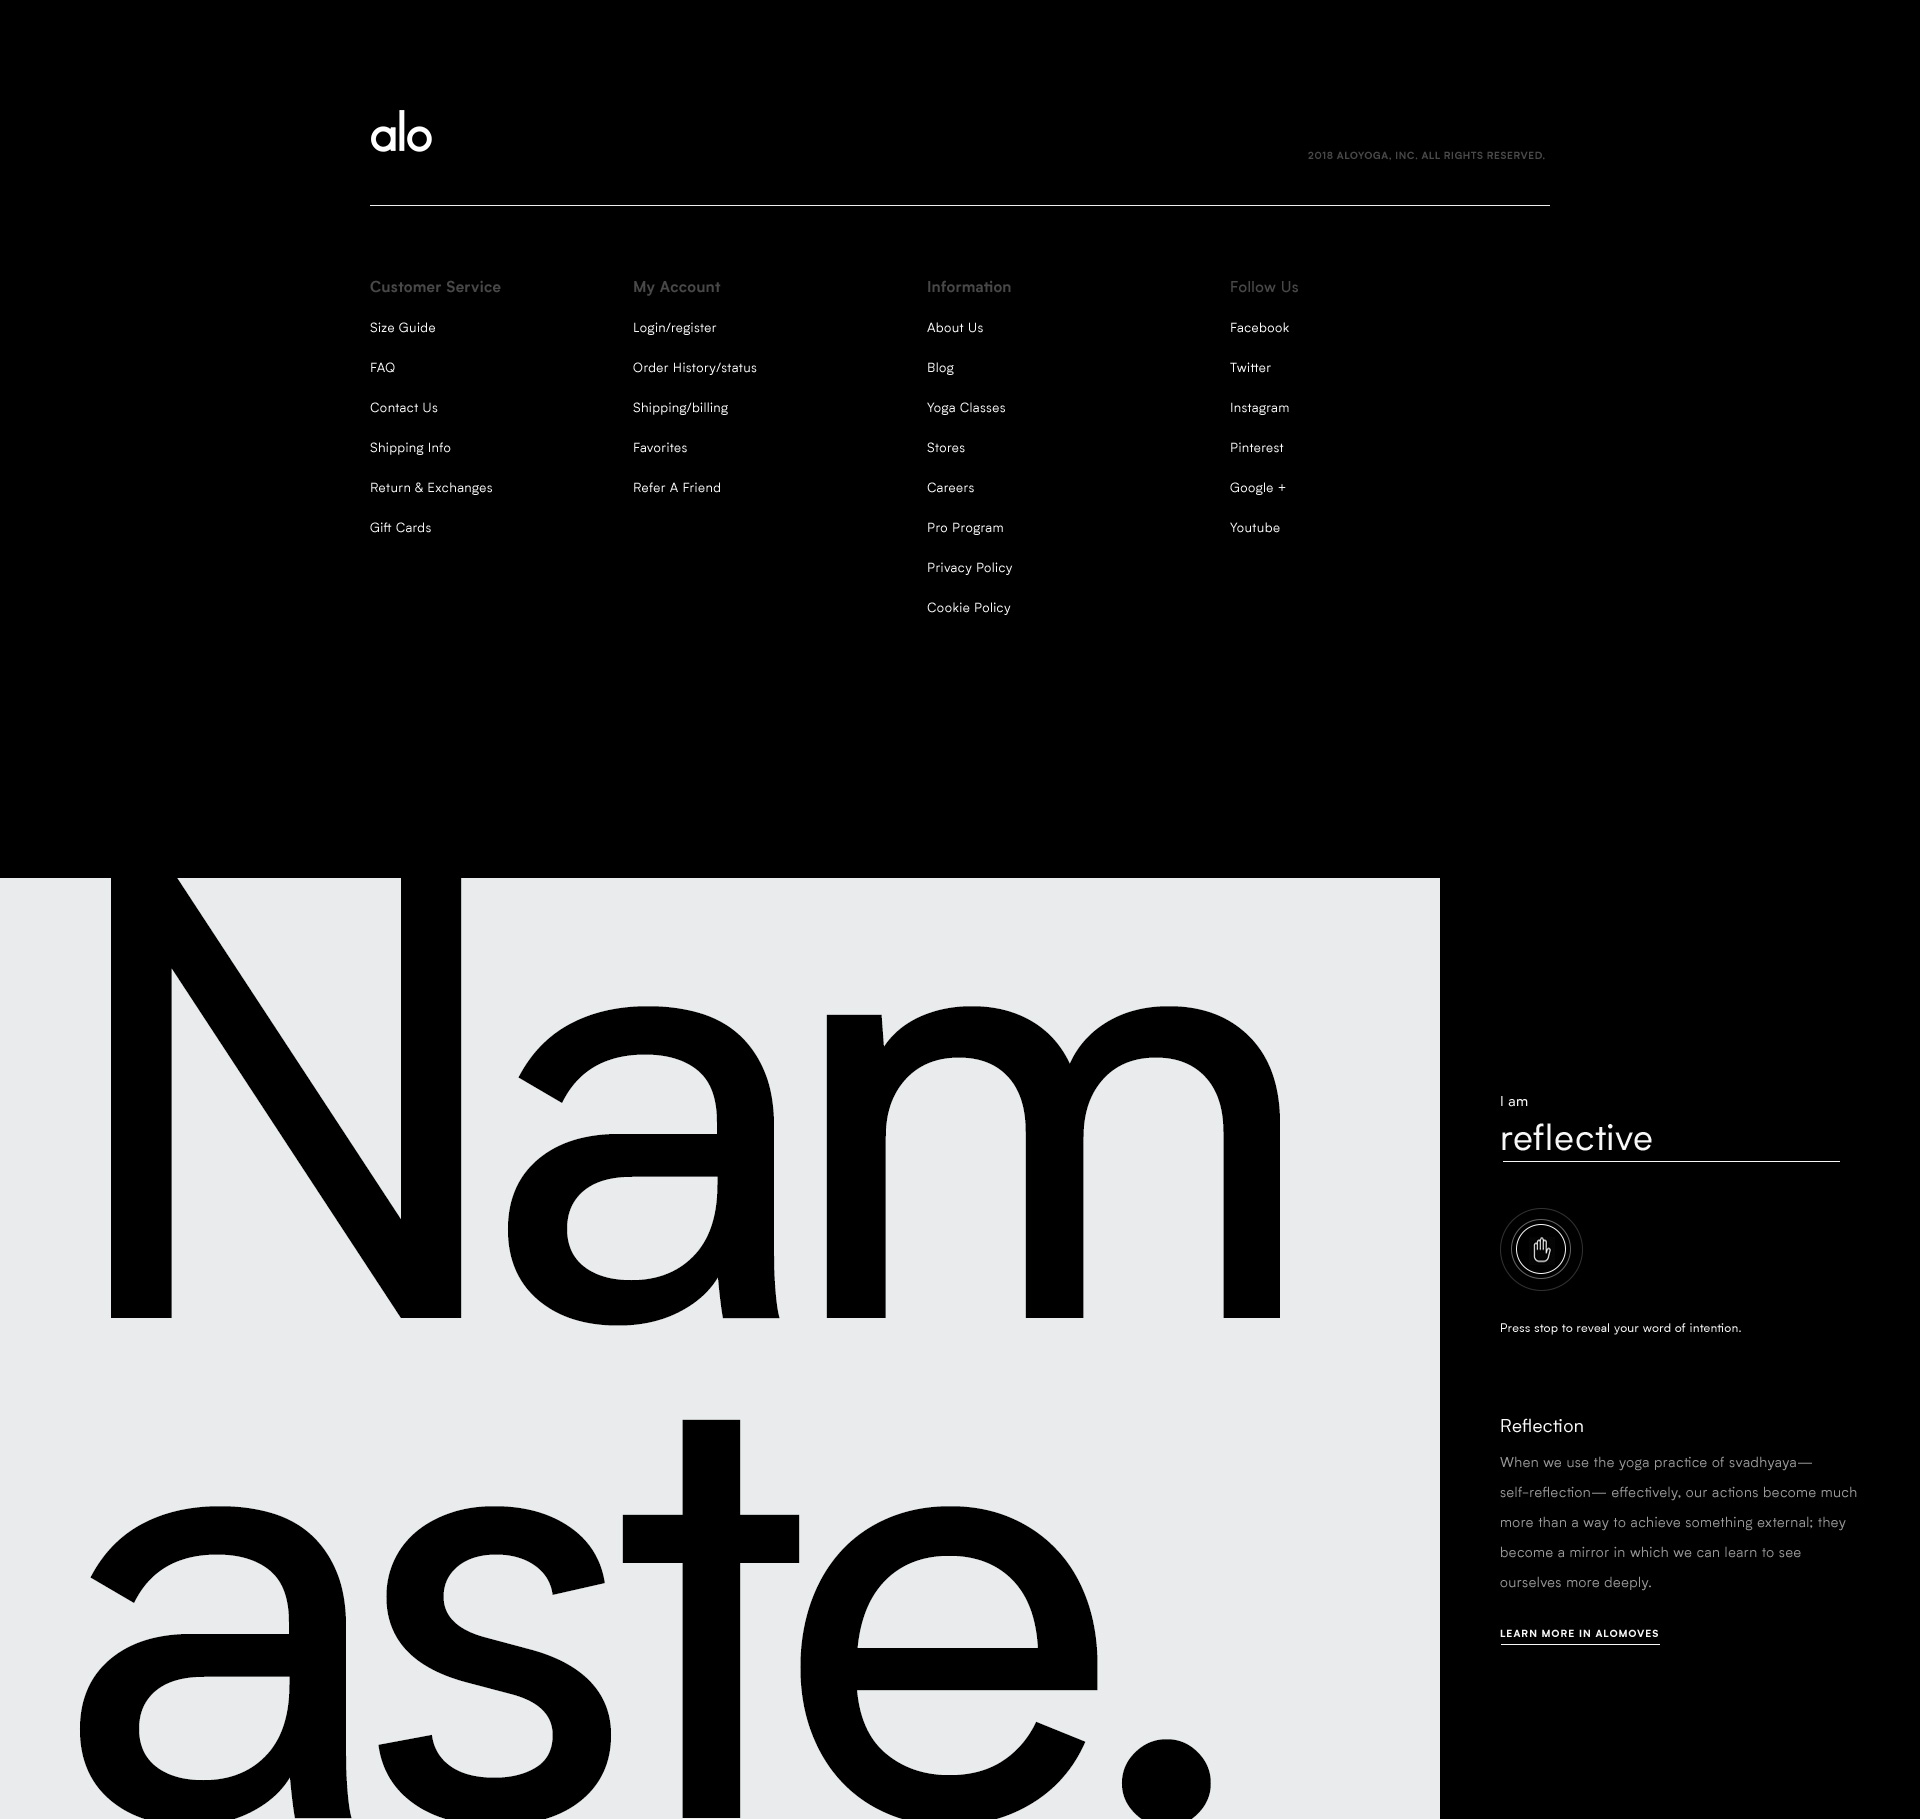 alo
2018 ALOYOGA, INC. ALL RIGHTS RESERVED.
Customer Service
Size Guide
FAQ
Contact Us
Shipping Info
Return & Exchanges
Gift Cards
My Account
Login/register
Order History/status
Shipping/billing
Favorites
Refer A Friend
Information
About Us
Blog
Yoga Classes
Stores
Careers
Pro Program
Privacy Policy
Cookie Policy
Follow Us
Facebook
Twitter
Instagram
Pinterest
Google +
Youtube
Nam
aste.
I am
reflective
Press stop to reveal your word of intention.
Reflection
When we use the yoga practice of svadhyaya—
self-reflection— effectively, our actions become much
more than a way to achieve something external; they
become a mirror in which we can learn to see
ourselves more deeply.
LEARN MORE IN ALOMOVES